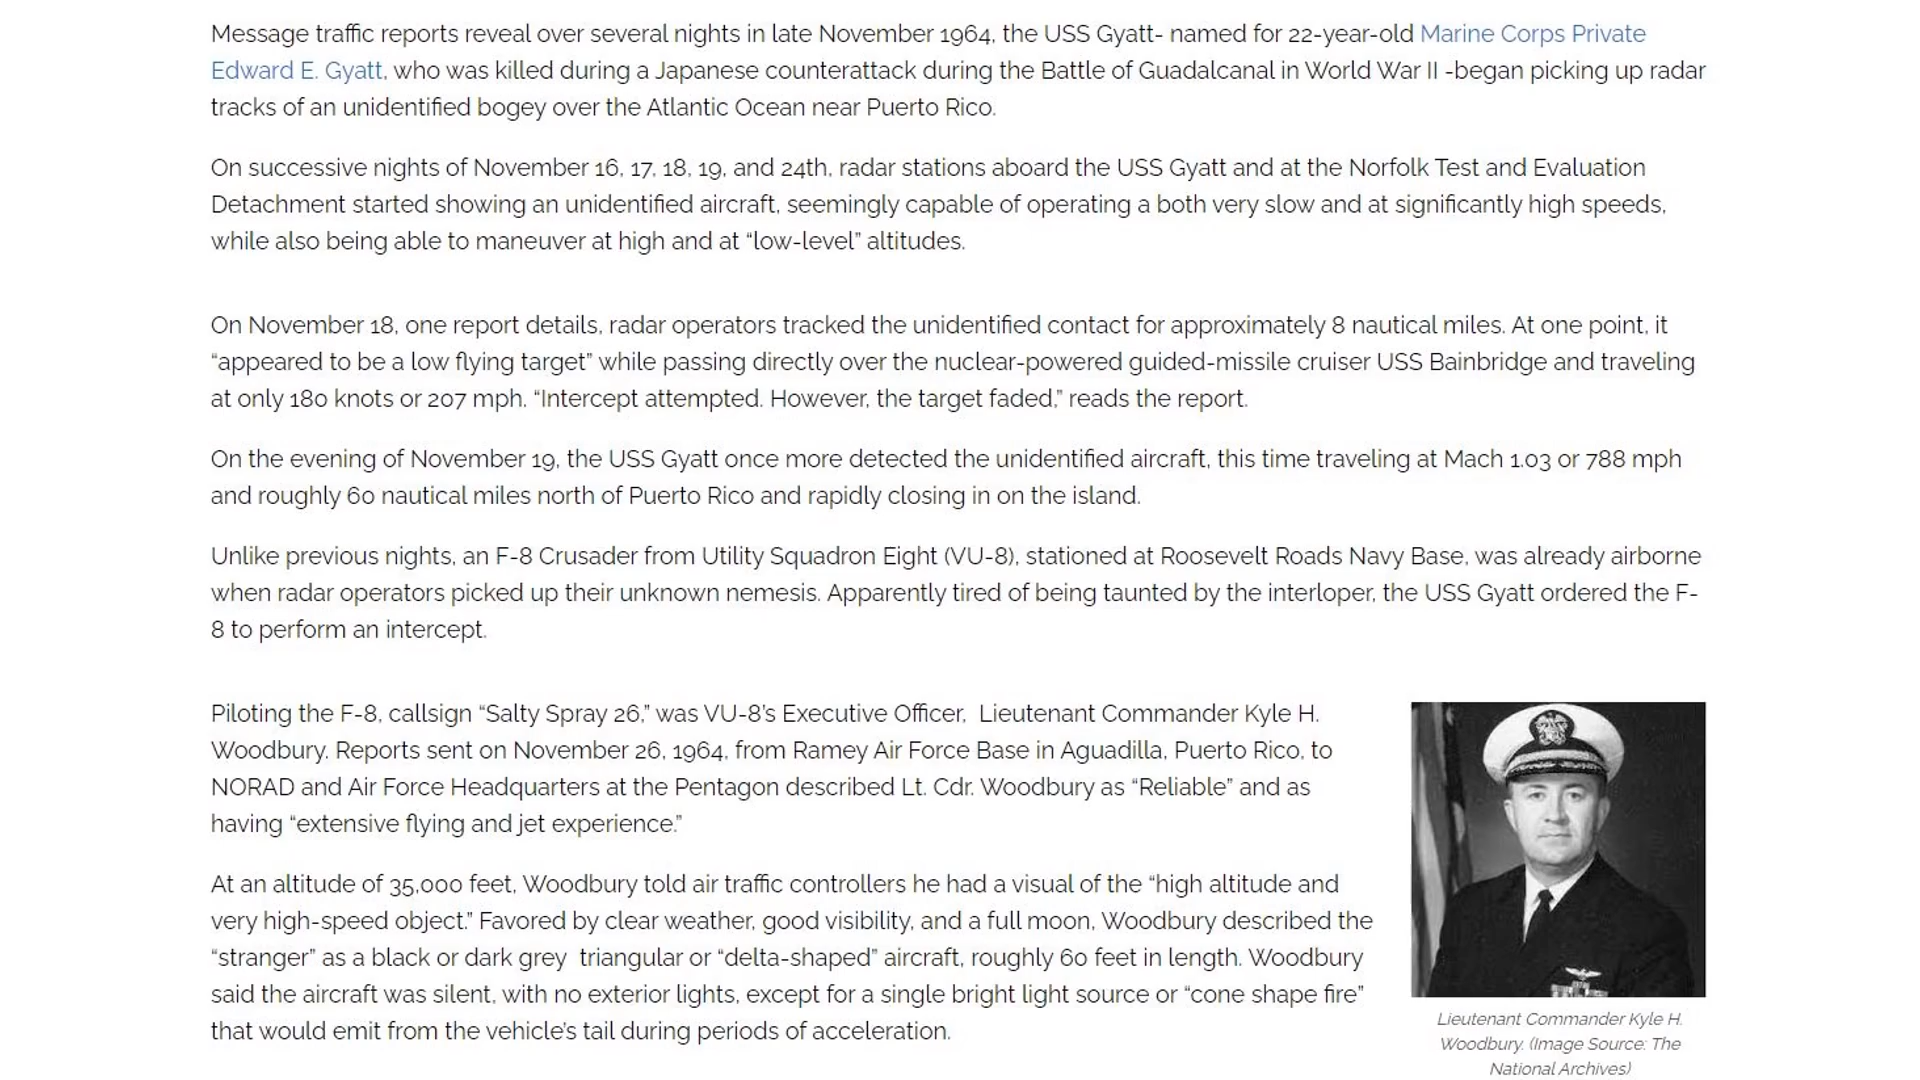 Message traffic reports reveal over several nights in late November 1964, the USS Gyatt- named for 22-year-old Marine Corps Private
Edward E. Gyatt, who was killed during a Japanese counterattack during the Battle of Guadalcanal in World War II -began picking up radar
tracks of an unidentified bogey over the Atlantic Ocean near Puerto Rico.
On successive nights of November 16, 17, 18, 19, and 24th, radar stations aboard the USS Gyatt and at the Norfolk Test and Evaluation
Detachment started showing an unidentified aircraft, seemingly capable of operating a both very slow and at significantly high speeds,
while also being able to maneuver at high and at “low-level” altitudes.
On November 18, one report details, radar operators tracked the unidentified contact for approximately 8 nautical miles. At one point, it
“appeared to be a low flying target” while passing directly over the nuclear-powered guided-missile cruiser USS Bainbridge and traveling
at only 180 knots or 207 mph. “Intercept attempted. However, the target faded,” reads the report.
On the evening of November 19, the USS Gyatt once more detected the unidentified aircraft, this time traveling at Mach 1.03 or 788 mph
and roughly 60 nautical miles north of Puerto Rico and rapidly closing in on the island.
Unlike previous nights, an F-8 Crusader from Utility Squadron Eight (VU-8), stationed at Roosevelt Roads Navy Base, was already airborne
when radar operators picked up their unknown nemesis. Apparently tired of being taunted by the interloper, the USS Gyatt ordered the F-
8 to perform an intercept.
Piloting the F-8, callsign “Salty Spray 26,” was VU-8’s Executive Officer,  Lieutenant Commander Kyle H.
Woodbury. Reports sent on November 26, 1964, from Ramey Air Force Base in Aguadilla, Puerto Rico, to
NORAD and Air Force Headquarters at the Pentagon described Lt. Cdr. Woodbury as “Reliable” and as
having “extensive flying and jet experience.”
At an altitude of 35,000 feet, Woodbury told air traffic controllers he had a visual of the “high altitude and
very high-speed object.” Favored by clear weather, good visibility, and a full moon, Woodbury described the
“stranger” as a black or dark grey  triangular or “delta-shaped” aircraft, roughly 60 feet in length. Woodbury
said the aircraft was silent, with no exterior lights, except for a single bright light source or “cone shape fire”
that would emit from the vehicle’s tail during periods of acceleration.
Lieutenant Commander Kyle H.
Woodbury. (Image Source: The
National Archives)